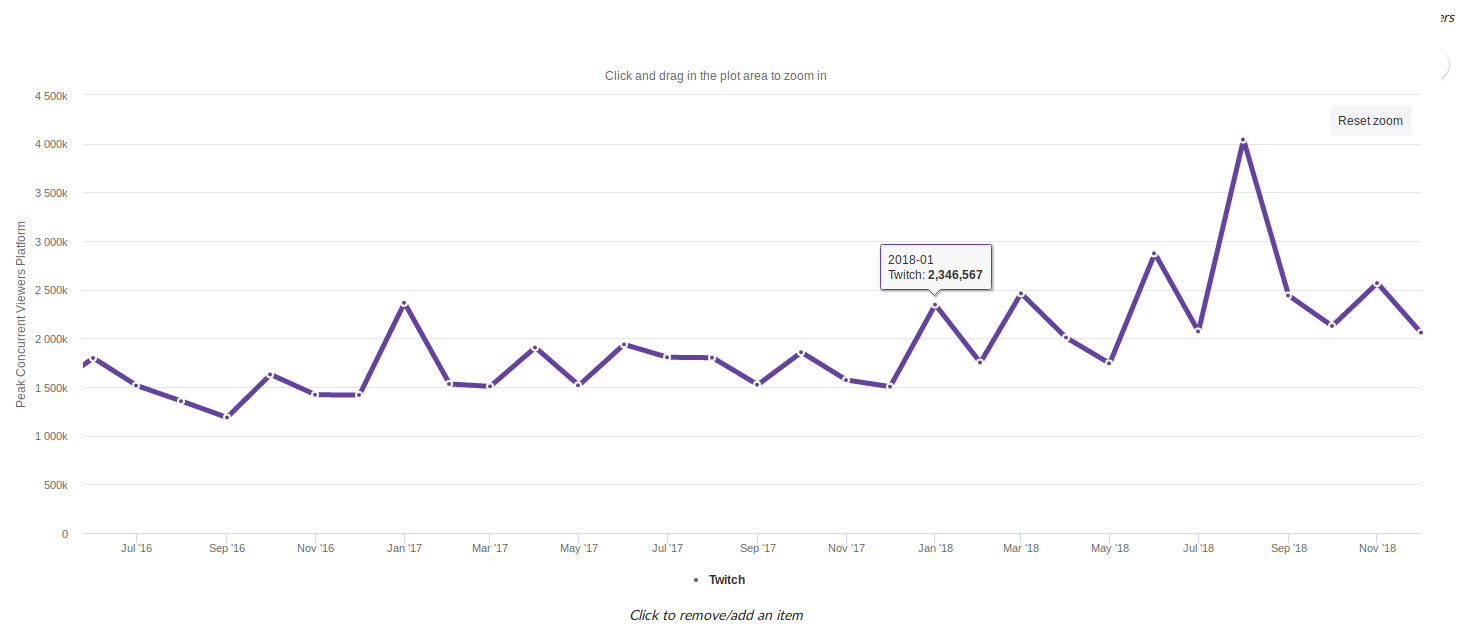 ers
Click and drag in the plot area to zoom in
4 500k
Reset zoom
4 000k
3 500k
3 000k
2 500k
2 000k
1 500k
1 000k
500k
0
Peak Concurrent Viewers Platform
2018-01
Twitch: 2,346,567
Jul '16 Sep '16 Nov '16 Jan '17 Mar '17 May '17 Jul '17 Sep '17 Nov '17 Jan '18 Mar '18 May '18 Jul '18 Sep '18 Nov '18
Twitch
Click to remove/add an item